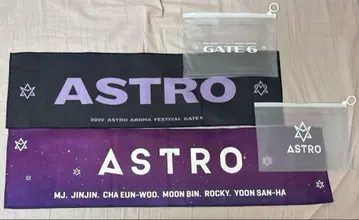 GATE 6
ASTRO
2022 ASTRO AROMA FESTIVAL GATE 6
ASTRO
ASTRO
MJ. JINJIN. CHA EUN-WOO. MOON BIN. ROCKY. YOON SAN-HA